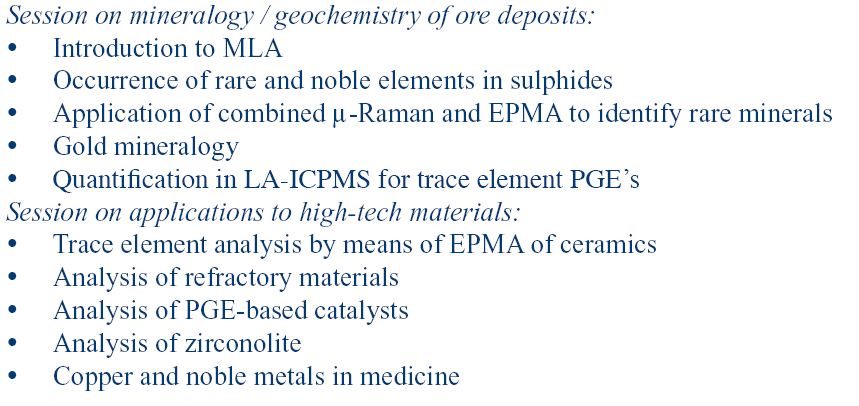 Session on mineralogy / geochemistry of ore deposits:
• Introduction to MLA
• Occurrence of rare and noble elements in sulphides
• Application of combined µ-Raman and EPMA to identify rare minerals
• Gold mineralogy
• Quantification in LA-ICPMS for trace element PGE’s
Session on applications to high-tech materials:
• Trace element analysis by means of EPMA of ceramics
• Analysis of refractory materials
• Analysis of PGE-based catalysts
• Analysis of zirconolite
• Copper and noble metals in medicine